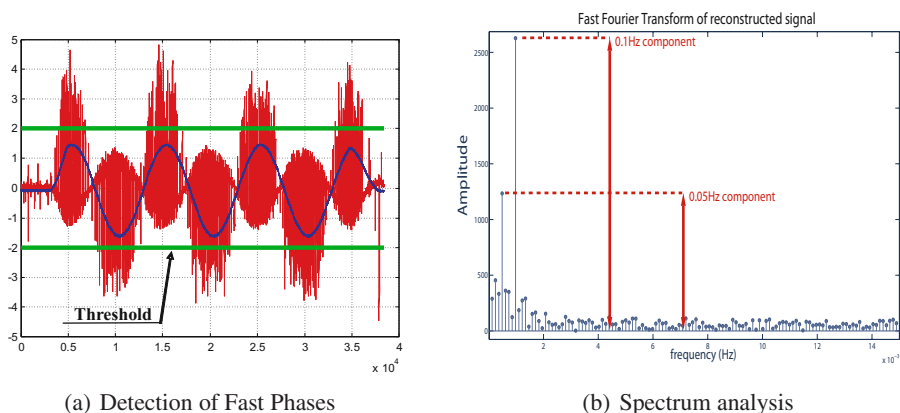 5
4
3
2
1
0
-1
-2
-3
-4
-5
Threshold
0 0.5 1 1.5 2 2.5 3 3.5 4
x 10⁴
(a) Detection of Fast Phases
Fast Fourier Transform of reconstructed signal
Amplitude
2500
2000
1500
1000
500
0
0.1Hz component
0.05Hz component
2 4 6 8 10 12 14
frequency (Hz)
x 10⁻³
(b) Spectrum analysis